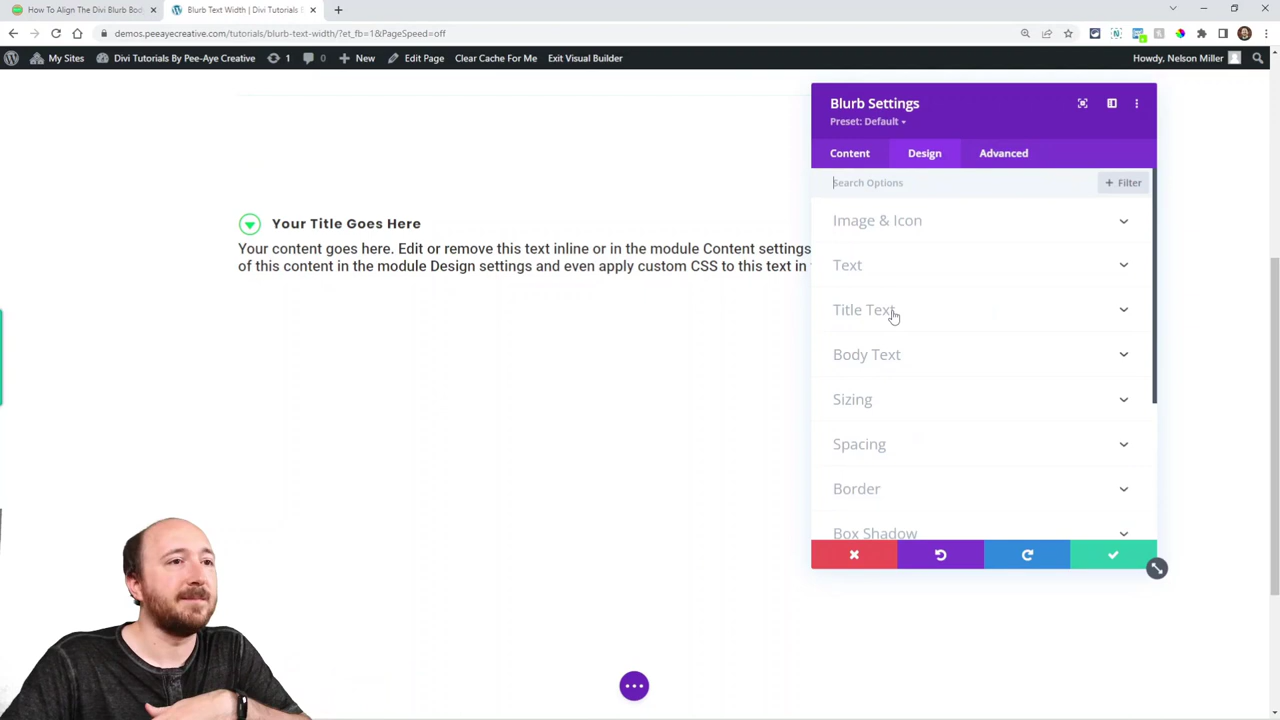 How To Align The Divi Blurb Bod
Blurb Text Width | Divi Tutorials B
demos.peeayecreative.com/tutorials/blurb-text-width/?et_fb=1&PageSpeed=off
My Sites
Divi Tutorials By Pee-Aye Creative
1
0
New
Edit Page
Clear Cache For Me
Exit Visual Builder
Howdy, Nelson Miller
Blurb Settings
Preset: Default
Content
Design
Advanced
Search Options
+ Filter
Image & Icon
Text
Title Text
Body Text
Sizing
Spacing
Border
Box Shadow
Your Title Goes Here
Your content goes here. Edit or remove this text inline or in the module Content settings
of this content in the module Design settings and even apply custom CSS to this text in